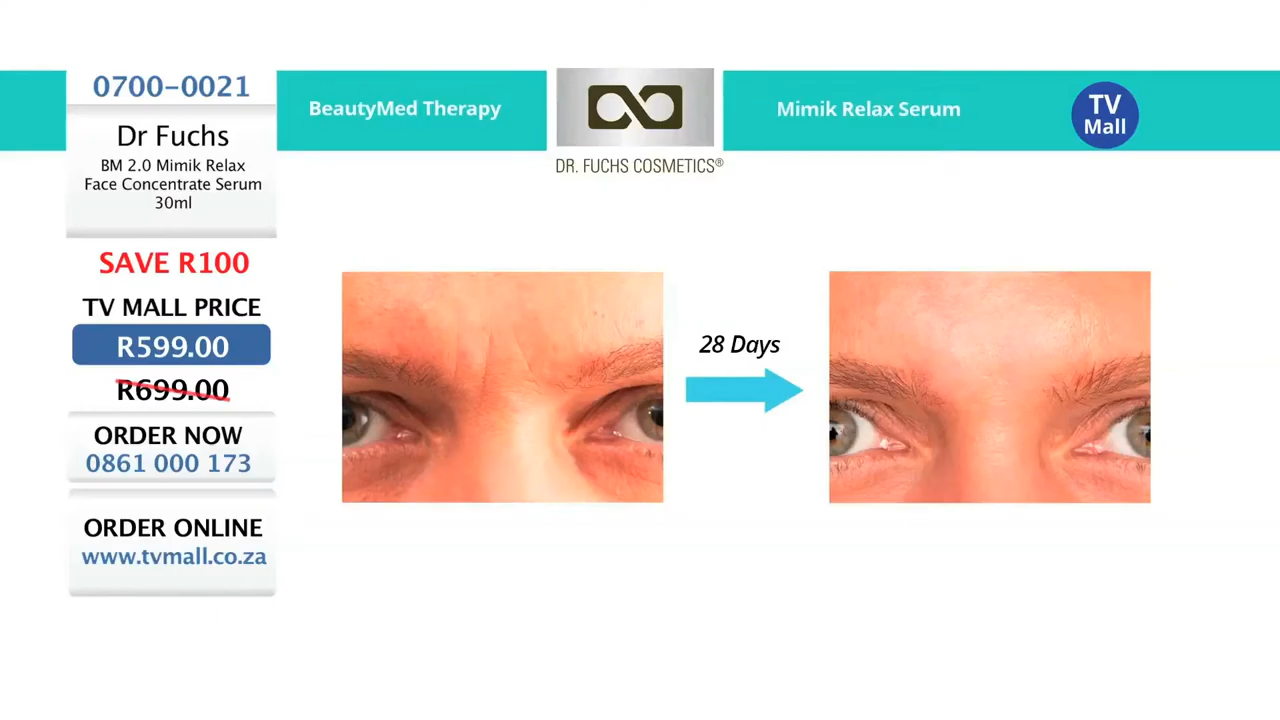 0700-0021
Dr Fuchs
BM 2.0 Mimik Relax
Face Concentrate Serum
30ml
SAVE R100
TV MALL PRICE
R599.00
R699.00
ORDER NOW
0861 000 173
ORDER ONLINE
www.tvmall.co.za
BeautyMed Therapy
DR. FUCHS COSMETICS®
Mimik Relax Serum
TV
Mall
28 Days